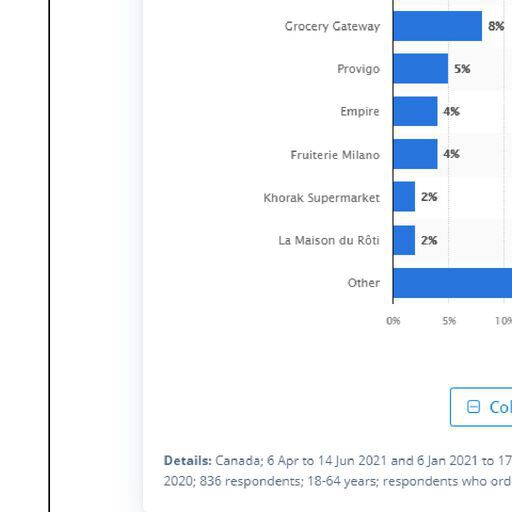 Grocery Gateway 8%
Provigo 5%
Empire 4%
Fruiterie Milano 4%
Khorak Supermarket 2%
La Maison du Rôti 2%
Other
0% 5% 10%
Col
Details: Canada; 6 Apr to 14 Jun 2021 and 6 Jan 2021 to 17
2020; 836 respondents; 18-64 years; respondents who ord